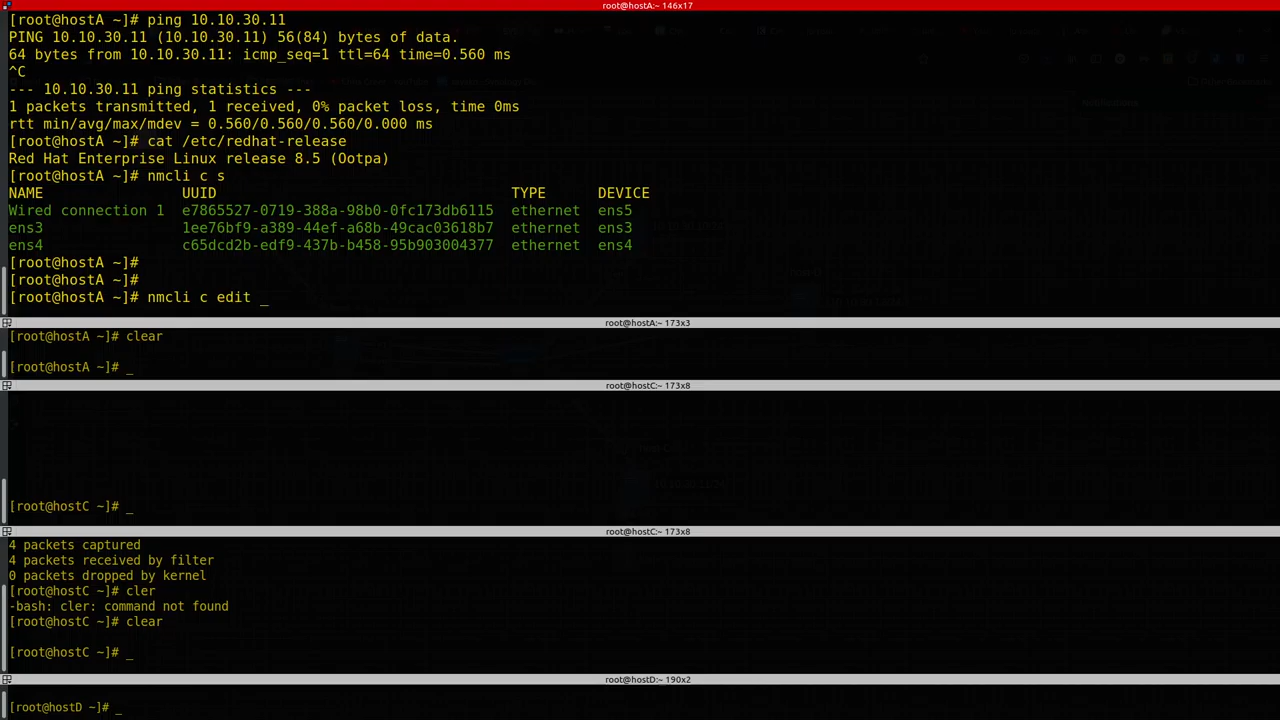 root@hostA:~ 146x17
[root@hostA ~]# ping 10.10.30.11
PING 10.10.30.11 (10.10.30.11) 56(84) bytes of data.
64 bytes from 10.10.30.11: icmp_seq=1 ttl=64 time=0.560 ms
^C
--- 10.10.30.11 ping statistics ---
1 packets transmitted, 1 received, 0% packet loss, time 0ms
rtt min/avg/max/mdev = 0.560/0.560/0.560/0.000 ms
[root@hostA ~]# cat /etc/redhat-release
Red Hat Enterprise Linux release 8.5 (Ootpa)
[root@hostA ~]# nmcli c s
NAME UUID TYPE DEVICE
Wired connection 1 e7865527-0719-388a-98b0-0fc173db6115 ethernet ens5
ens3 1ee76bf9-a389-44ef-a68b-49cac03618b7 ethernet ens3
ens4 c65dcd2b-edf9-437b-b458-95b903004377 ethernet ens4
[root@hostA ~]#
[root@hostA ~]#
[root@hostA ~]# nmcli c edit _
root@hostA:~ 173x3
[root@hostA ~]# clear
[root@hostA ~]# _
root@hostC:~ 173x8
[root@hostC ~]# _
root@hostC:~ 173x8
4 packets captured
4 packets received by filter
0 packets dropped by kernel
[root@hostC ~]# cler
-bash: cler: command not found
[root@hostC ~]# clear
[root@hostC ~]# _
root@hostD:~ 190x2
[root@hostD ~]# _